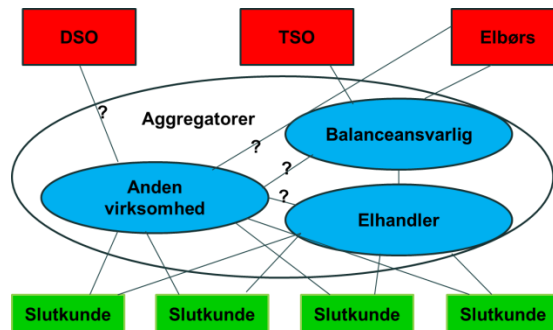 DSO
TSO
Elbørs
?
Aggregatorer
?
Balanceansvarlig
?
Anden
virksomhed
?
Elhandler
Slutkunde
Slutkunde
Slutkunde
Slutkunde